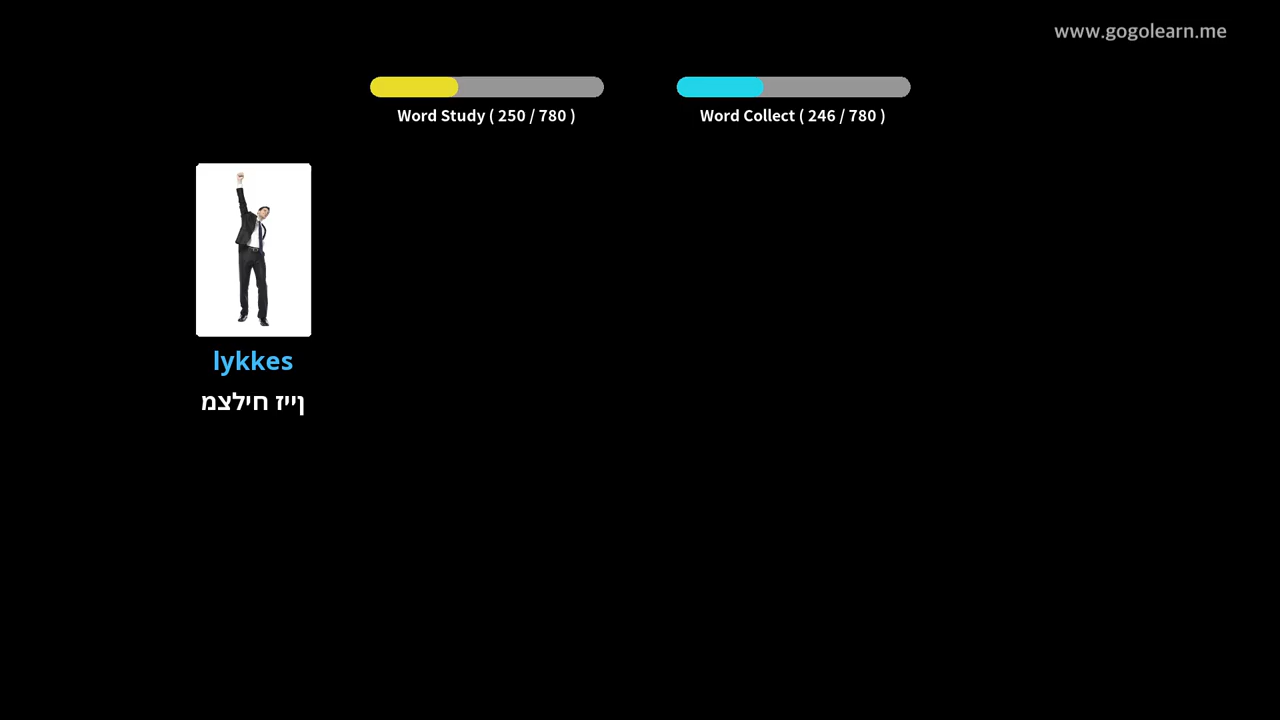 www.gogolearn.me
Word Study ( 250 / 780 )
Word Collect ( 246 / 780 )
lykkes
מצליח זיין